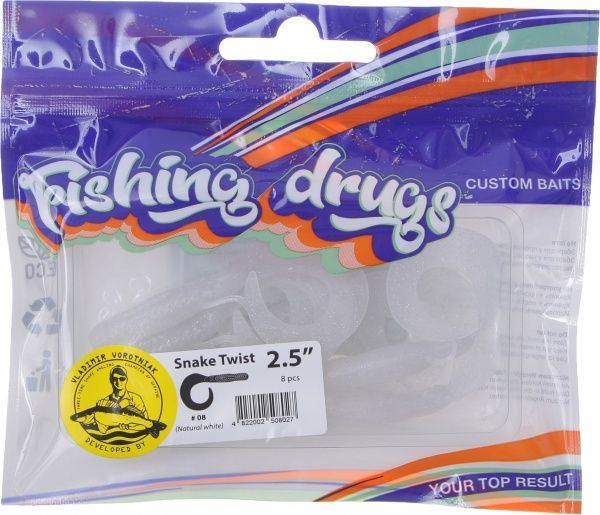 Fishing drugs
CUSTOM BAITS
ECO
Snake Twist 2.5”
8 pcs
# 08
(Natural white)
4 822002 508027
VLADIMIR VOROTNIAK
DEVELOPED BY
YOUR TOP RESULT